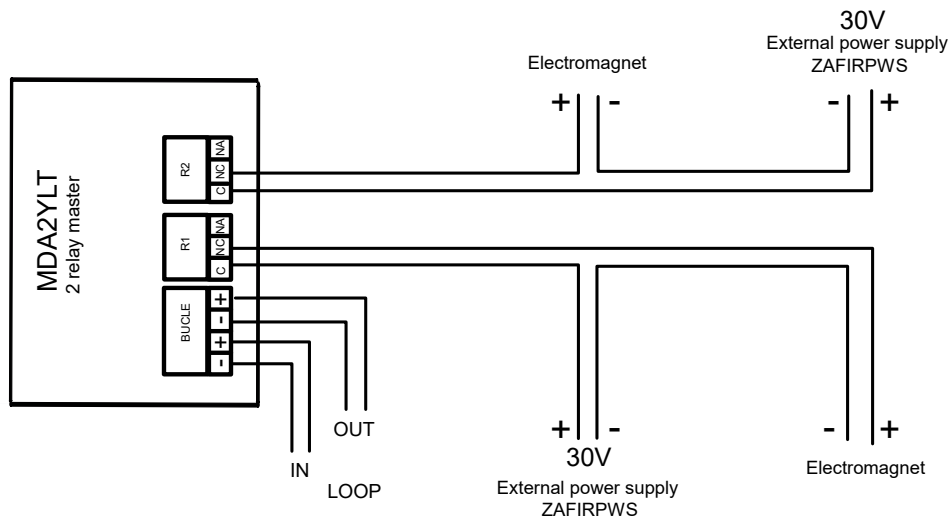 30V
External power supply
ZAFIRPWS
Electromagnet
+ -
- +
MDA2YLT
2 relay master
R2
NA
NC
C
R1
NA
NC
C
BUCLE
+
-
+
-
OUT
IN
LOOP
+ -
30V
External power supply
ZAFIRPWS
- +
Electromagnet